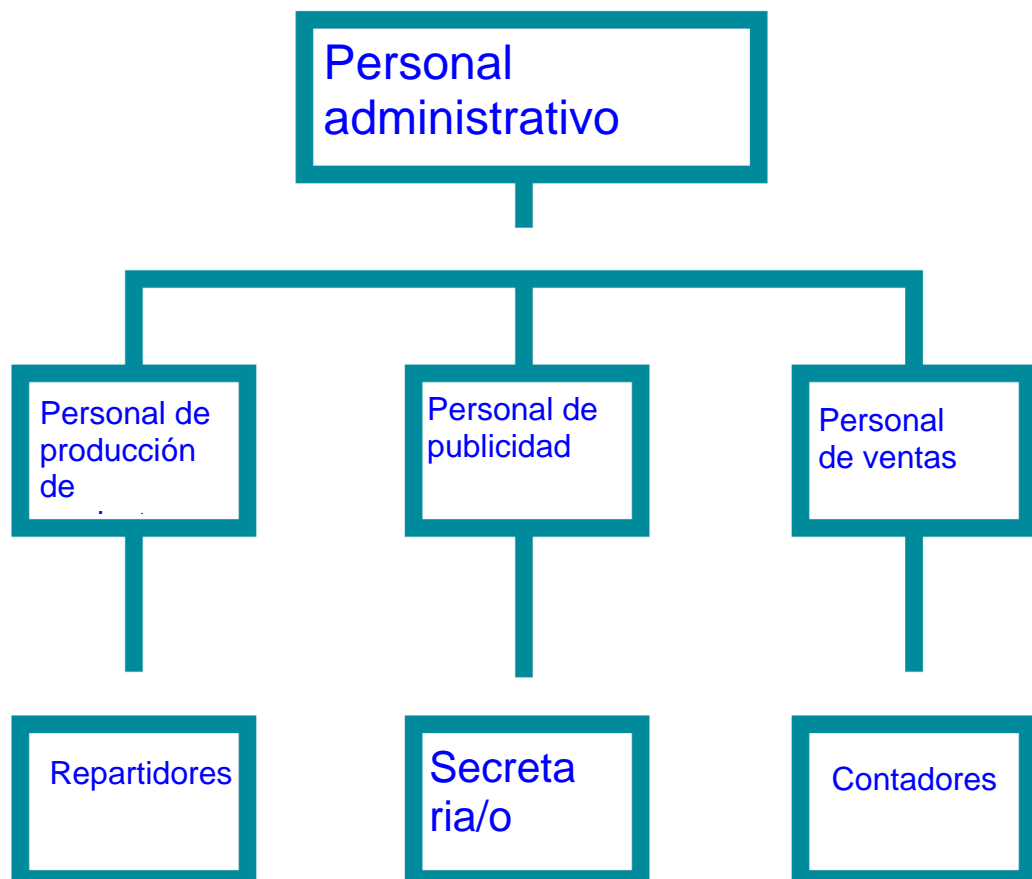 Personal
administrativo
Personal de
producción
de
Personal de
publicidad
Personal
de ventas
Repartidores
Secreta
ria/o
Contadores